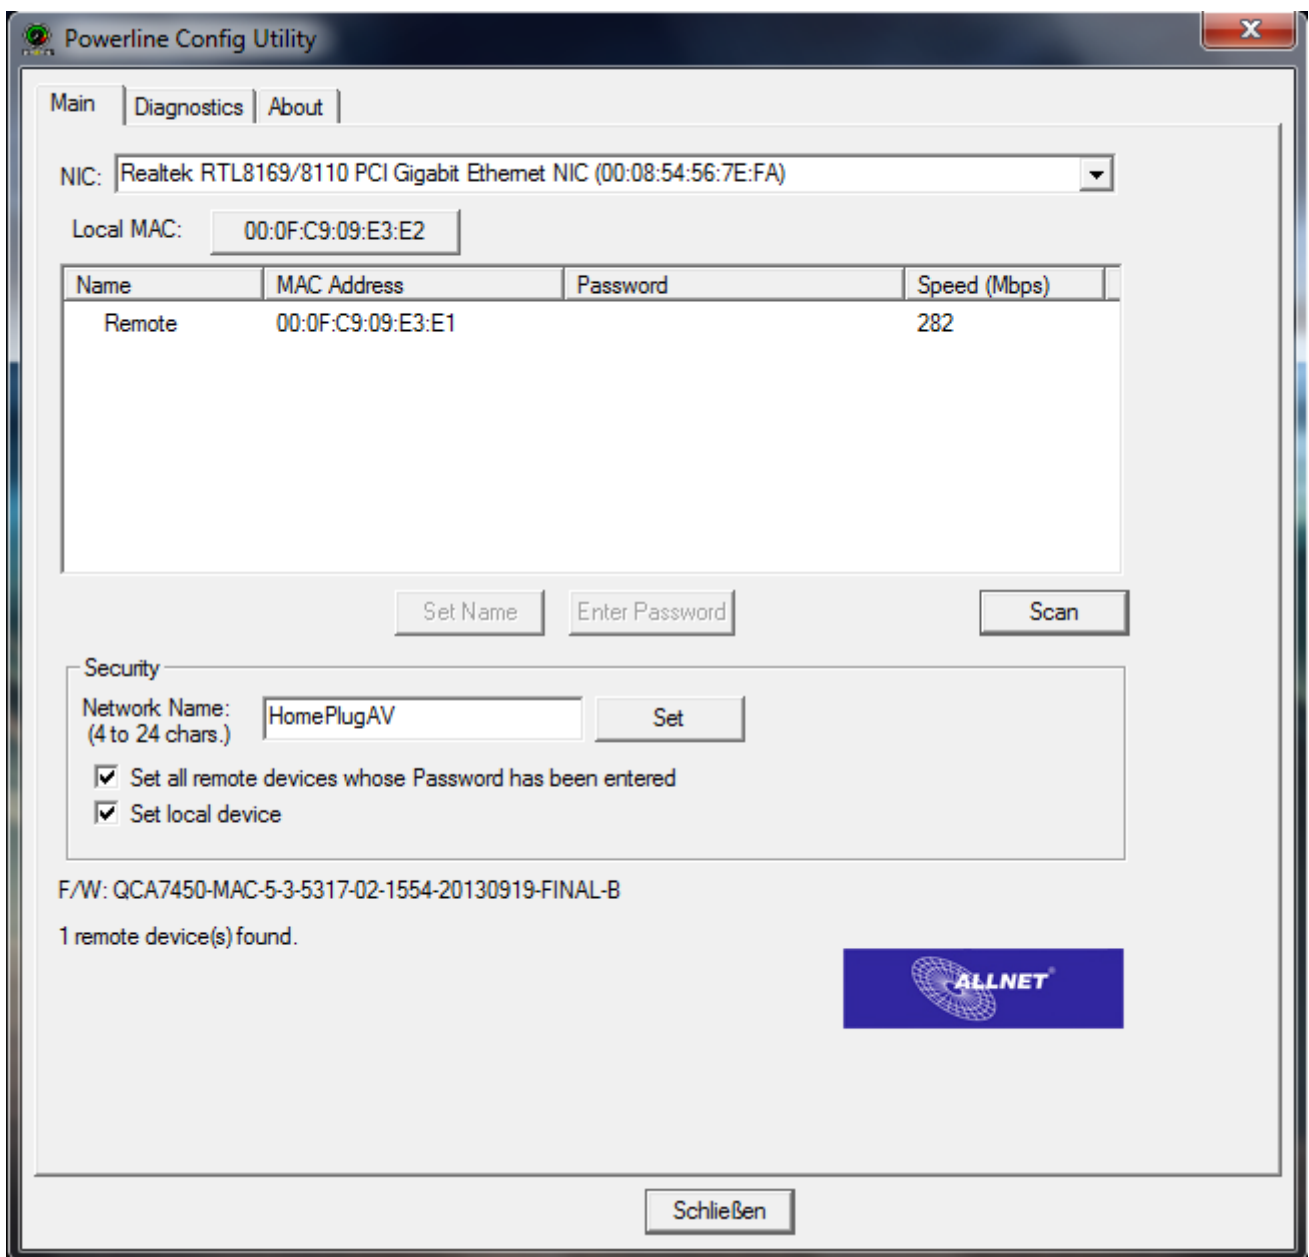 Powerline Config Utility
Main Diagnostics About
NIC: Realtek RTL8169/8110 PCI Gigabit Ethernet NIC (00:08:54:56:7E:FA)
Local MAC: 00:0F:C9:09:E3:E2
Name MAC Address Password Speed (Mbps)
Remote 00:0F:C9:09:E3:E1 282
Set Name Enter Password Scan
Security
Network Name: HomePlugAV Set
(4 to 24 chars.)
Set all remote devices whose Password has been entered
Set local device
F/W: QCA7450-MAC-5-3-5317-02-1554-20130919-FINAL-B
1 remote device(s) found.
ALLNET®
Schließen